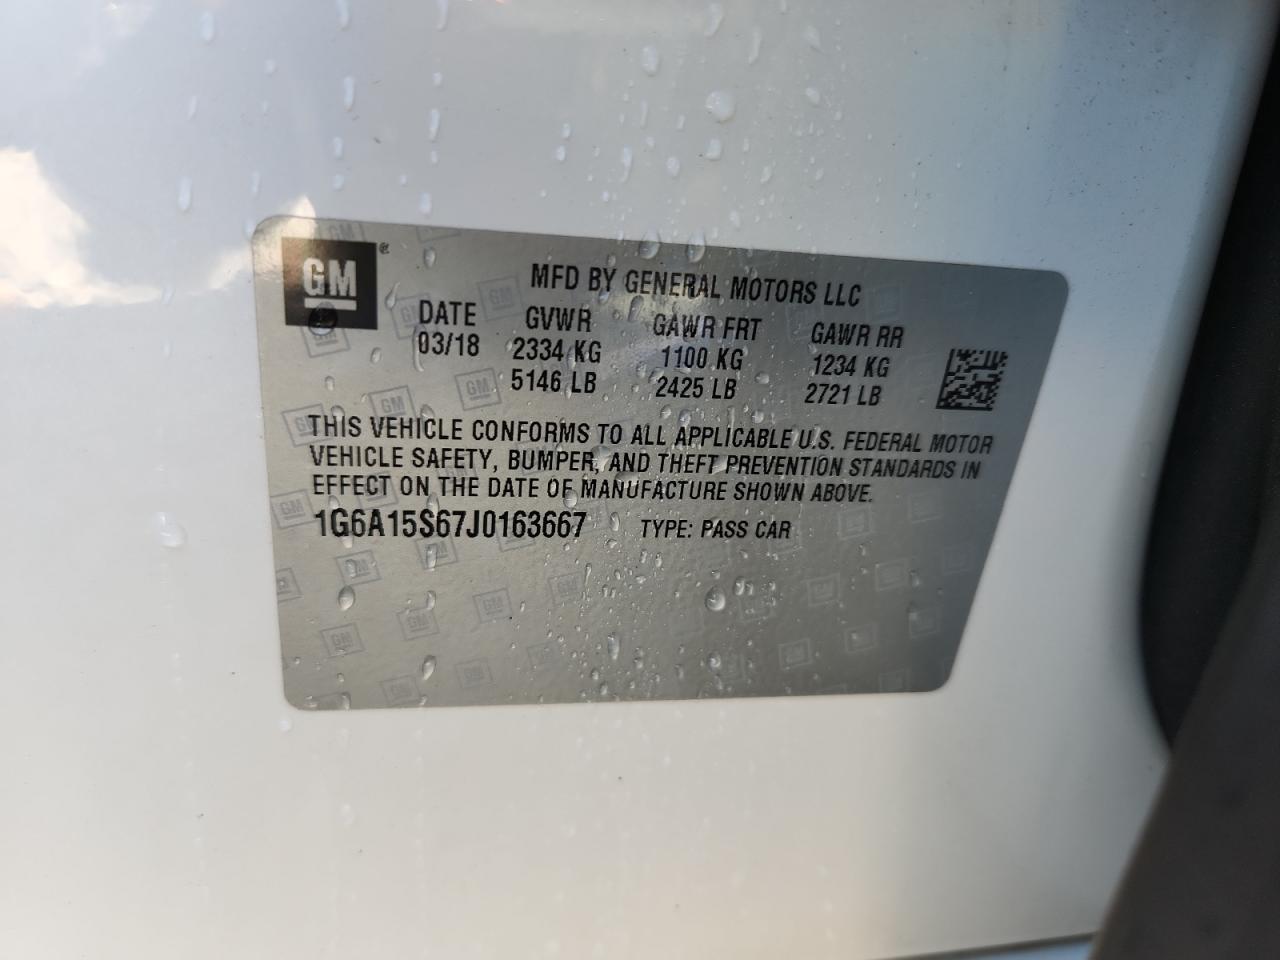 GM ®
MFD BY GENERAL MOTORS LLC
DATE GVWR GAWR FRT GAWR RR
03/18 2334 KG 1100 KG 1234 KG
5146 LB 2425 LB 2721 LB
THIS VEHICLE CONFORMS TO ALL APPLICABLE U.S. FEDERAL MOTOR
VEHICLE SAFETY, BUMPER, AND THEFT PREVENTION STANDARDS IN
EFFECT ON THE DATE OF MANUFACTURE SHOWN ABOVE.
1G6A15S67J0163667 TYPE: PASS CAR